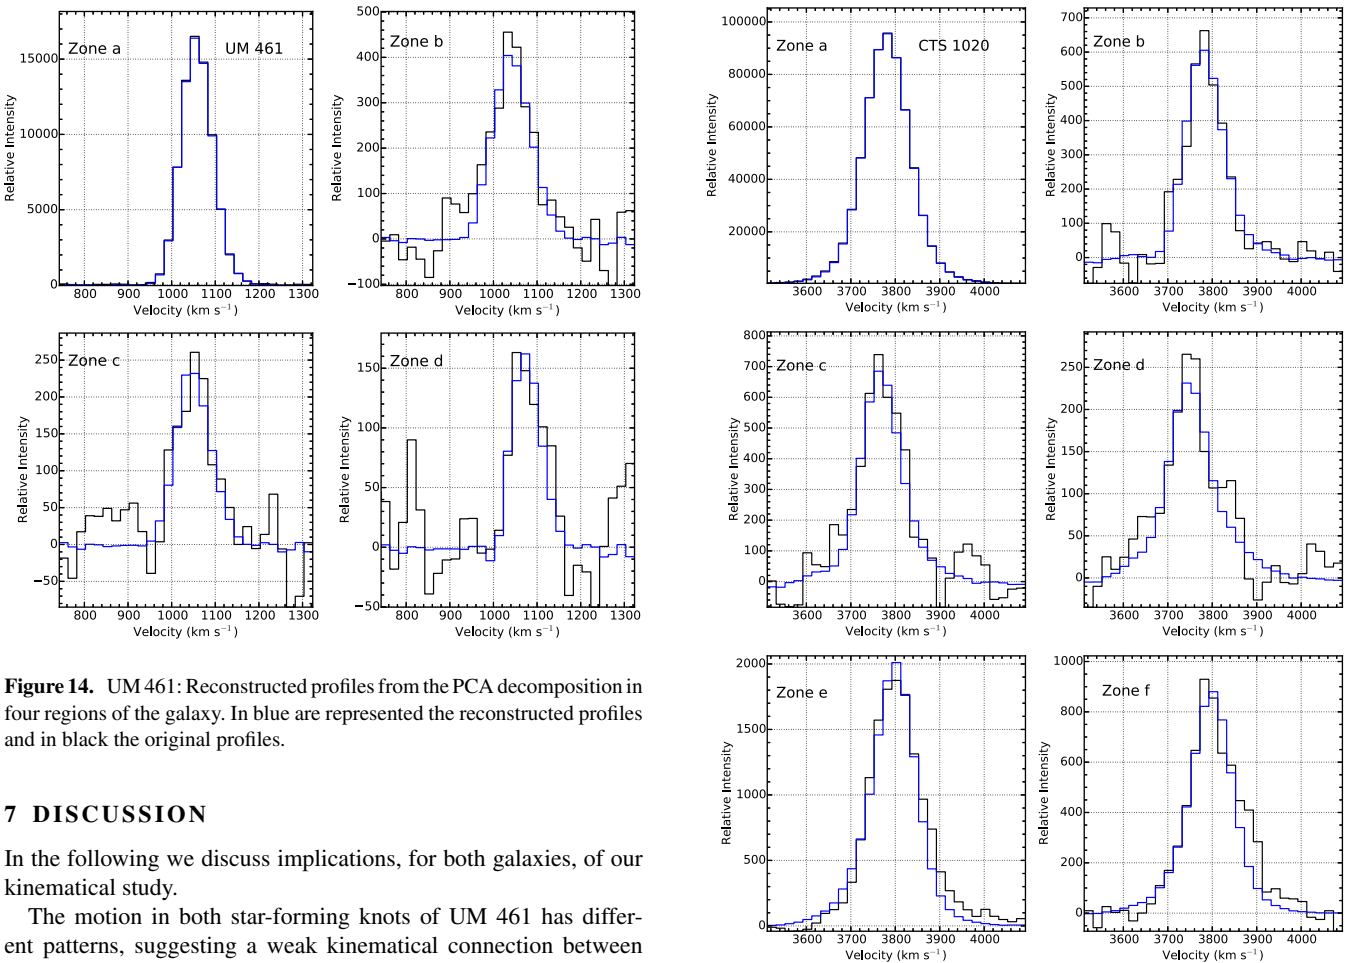 Zone a
UM 461
Relative Intensity
15000
10000
5000
0
800 900 1000 1100 1200 1300
Velocity (km s⁻¹)
Zone b
Relative Intensity
500
400
300
200
100
0
−100
800 900 1000 1100 1200 1300
Velocity (km s⁻¹)
Zone c
Relative Intensity
250
200
150
100
50
0
−50
800 900 1000 1100 1200 1300
Velocity (km s⁻¹)
Zone d
Relative Intensity
150
100
50
0
−50
800 900 1000 1100 1200 1300
Velocity (km s⁻¹)
Figure 14. UM 461: Reconstructed profiles from the PCA decomposition in
four regions of the galaxy. In blue are represented the reconstructed profiles
and in black the original profiles.
7 DISCUSSION
In the following we discuss implications, for both galaxies, of our
kinematical study.
The motion in both star-forming knots of UM 461 has differ-
ent patterns, suggesting a weak kinematical connection between
Zone a
CTS 1020
Relative Intensity
100000
80000
60000
40000
20000
3600 3700 3800 3900 4000
Velocity (km s⁻¹)
Zone b
Relative Intensity
700
600
500
400
300
200
100
0
3600 3700 3800 3900 4000
Velocity (km s⁻¹)
Zone c
Relative Intensity
800
700
600
500
400
300
200
100
0
3600 3700 3800 3900 4000
Velocity (km s⁻¹)
Zone d
Relative Intensity
250
200
150
100
50
0
3600 3700 3800 3900 4000
Velocity (km s⁻¹)
Zone e
Relative Intensity
2000
1500
1000
500
0
3600 3700 3800 3900 4000
Velocity (km s⁻¹)
Zone f
Relative Intensity
1000
800
600
400
200
0
3600 3700 3800 3900 4000
Velocity (km s⁻¹)